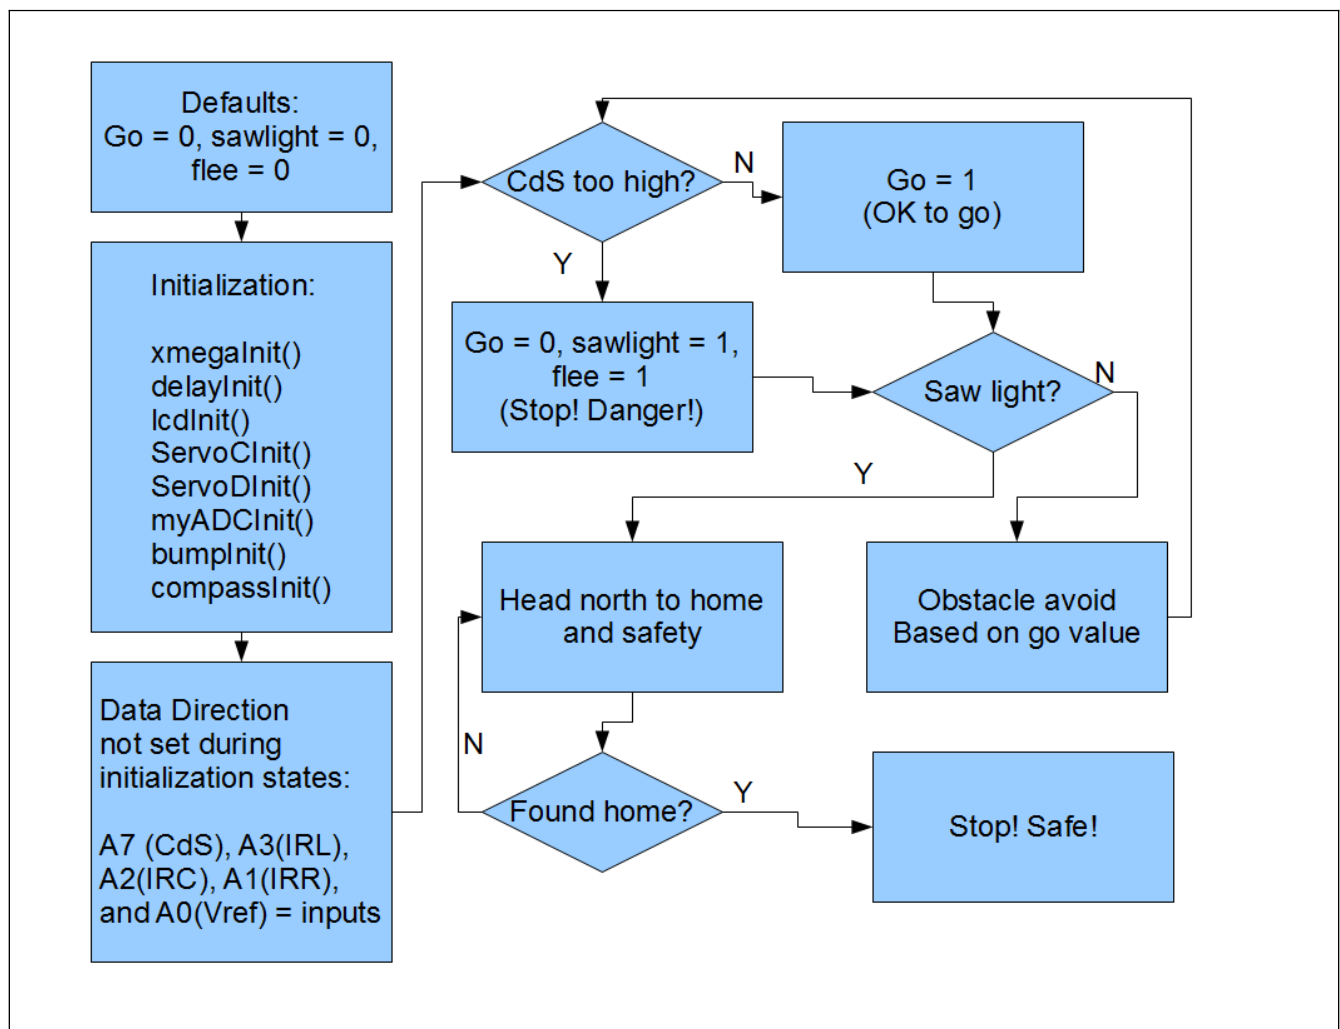 Defaults:
Go = 0, sawlight = 0,
flee = 0
Initialization:
xmegaInit()
delayInit()
lcdInit()
ServoCInit()
ServoDInit()
myADCInit()
bumpInit()
compassInit()
Data Direction
not set during
initialization states:
A7 (CdS), A3(IRL),
A2(IRC), A1(IRR),
and A0(Vref) = inputs
CdS too high?
N
Y
Go = 1
(OK to go)
Go = 0, sawlight = 1,
flee = 1
(Stop! Danger!)
Saw light?
N
Y
Head north to home
and safety
Obstacle avoid
Based on go value
Found home?
N
Y
Stop! Safe!